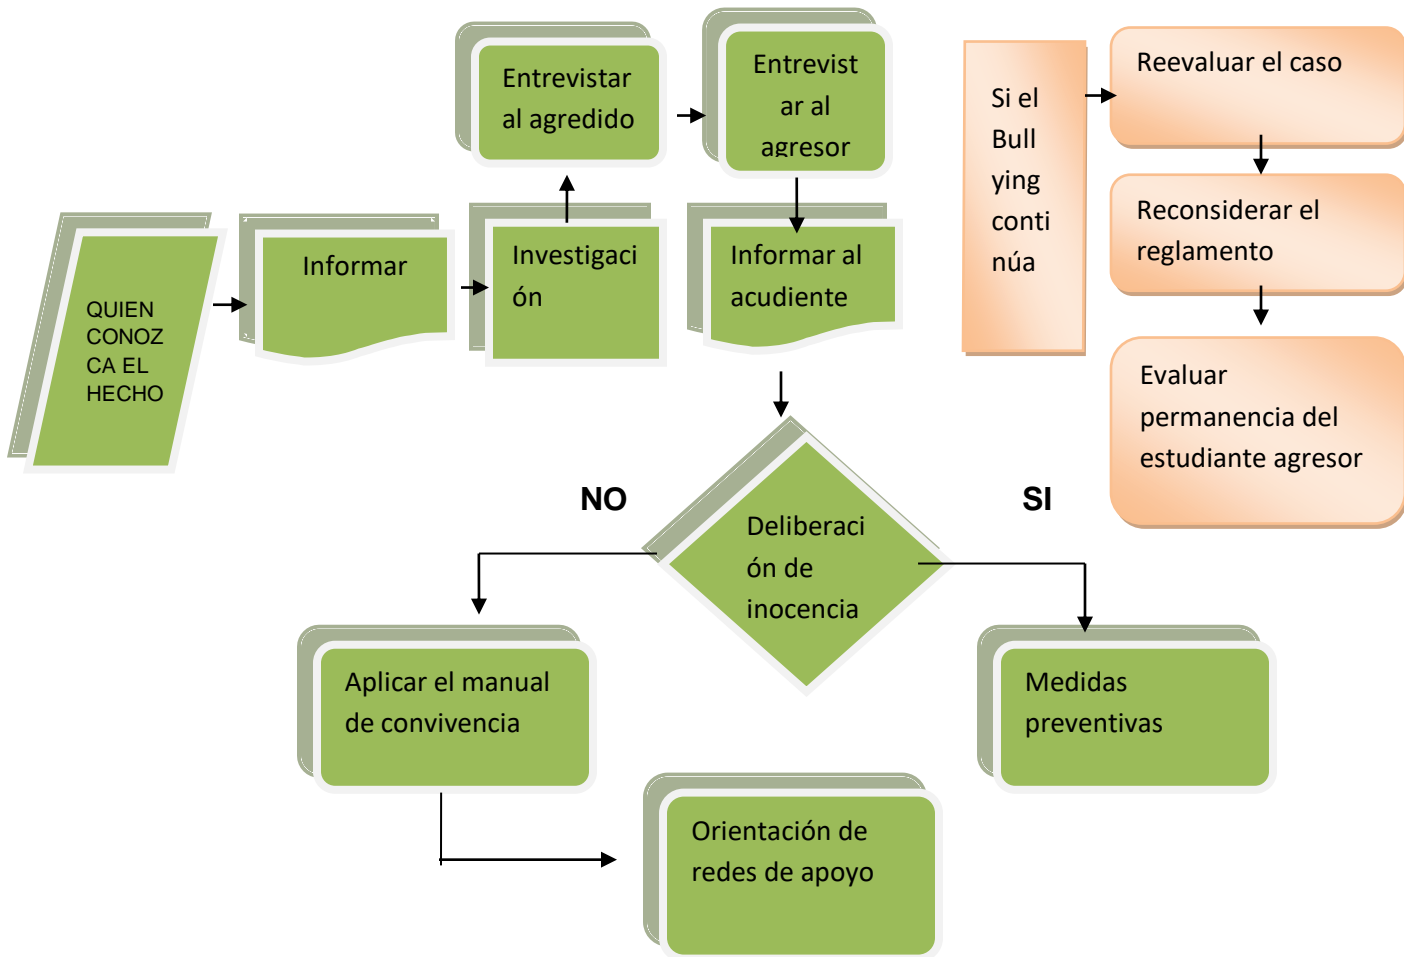 QUIEN
CONOZ
CA EL
HECHO
Informar
Investigaci
ón
Entrevistar
al agredido
Entrevist
ar al
agresor
Informar al
acudiente
Deliberaci
ón de
inocencia
NO
SI
Aplicar el manual
de convivencia
Medidas
preventivas
Orientación de
redes de apoyo
Si el
Bull
ying
conti
núa
Reevaluar el caso
Reconsiderar el
reglamento
Evaluar
permanencia del
estudiante agresor